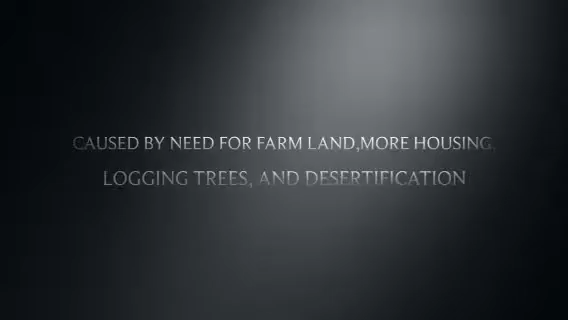 CAUSED BY NEED FOR FARM LAND,MORE HOUSING,
LOGGING TREES, AND DESERTIFICATION